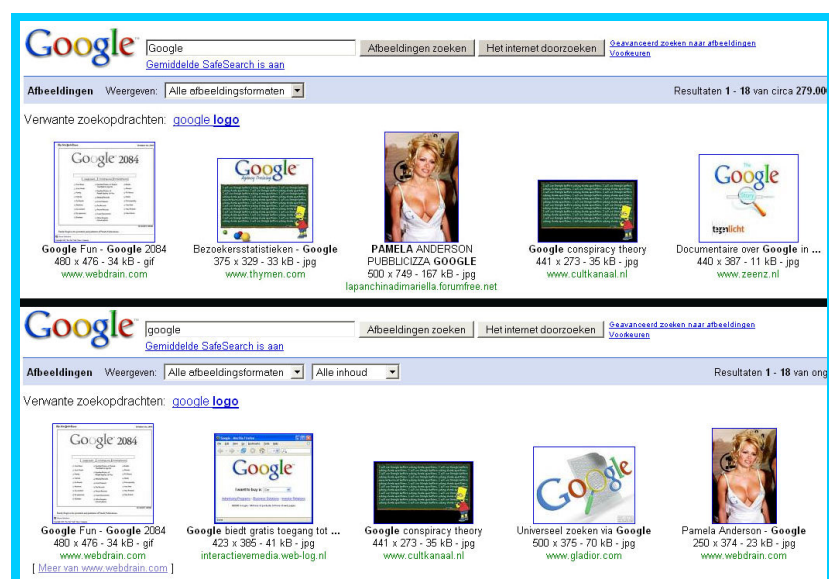 Google
Google
Afbeeldingen zoeken
Het internet doorzoeken
Geavanceerd zoeken naar afbeeldingen
Voorkeuren
Gemiddelde SafeSearch is aan
Afbeeldingen Weergeven: Alle afbeeldingsformaten
Resultaten 1 - 18 van circa 279.00
Verwante zoekopdrachten: google logo
Google 2084
Google
Google
Google Fun - Google 2084
480 x 476 - 34 kB - gif
www.webdrain.com
Bezoekersstatistieken - Google
375 x 329 - 33 kB - jpg
www.thymen.com
PAMELA ANDERSON
PUBBLICIZZA GOOGLE
500 x 749 - 167 kB - jpg
lapanchinadimariella.forumfree.net
Google conspiracy theory
441 x 273 - 35 kB - jpg
www.cultkanaal.nl
Documentaire over Google in ...
440 x 387 - 11 kB - jpg
www.zeenz.nl
Google
google
Afbeeldingen zoeken
Het internet doorzoeken
Geavanceerd zoeken naar afbeeldingen
Voorkeuren
Gemiddelde SafeSearch is aan
Afbeeldingen Weergeven: Alle afbeeldingsformaten Alle inhoud
Resultaten 1 - 18 van ong
Verwante zoekopdrachten: google logo
Google 2084
Google
Google
Google Fun - Google 2084
480 x 476 - 34 kB - gif
www.webdrain.com
[ Meer van www.webdrain.com ]
Google biedt gratis toegang tot ...
423 x 385 - 41 kB - jpg
interactievemedia.web-log.nl
Google conspiracy theory
441 x 273 - 35 kB - jpg
www.cultkanaal.nl
Universeel zoeken via Google
500 x 375 - 70 kB - jpg
www.gladior.com
Pamela Anderson - Google
250 x 374 - 23 kB - jpg
www.webdrain.com